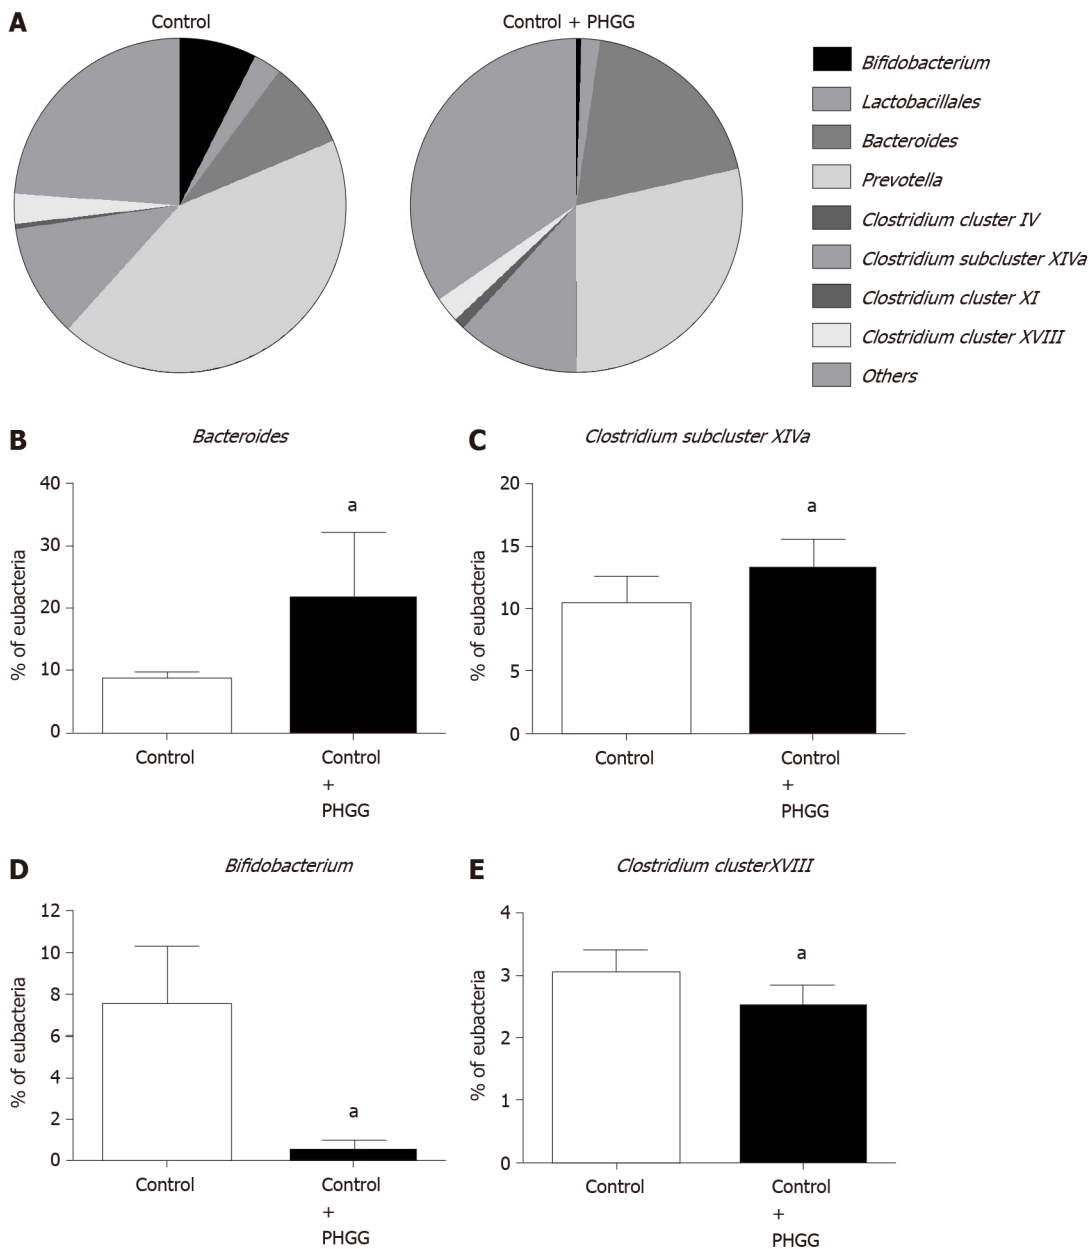 A
Control
Control + PHGG
Bifidobacterium
Lactobacillales
Bacteroides
Prevotella
Clostridium cluster IV
Clostridium subcluster XIVa
Clostridium cluster XI
Clostridium cluster XVIII
Others
B
Bacteroides
% of eubacteria
40
30
20
10
0
a
Control
Control
+
PHGG
C
Clostridium subcluster XIVa
% of eubacteria
20
15
10
5
0
a
Control
Control
+
PHGG
D
Bifidobacterium
% of eubacteria
12
10
8
6
4
2
0
a
Control
Control
+
PHGG
E
Clostridium clusterXVIII
% of eubacteria
4
3
2
1
0
a
Control
Control
+
PHGG